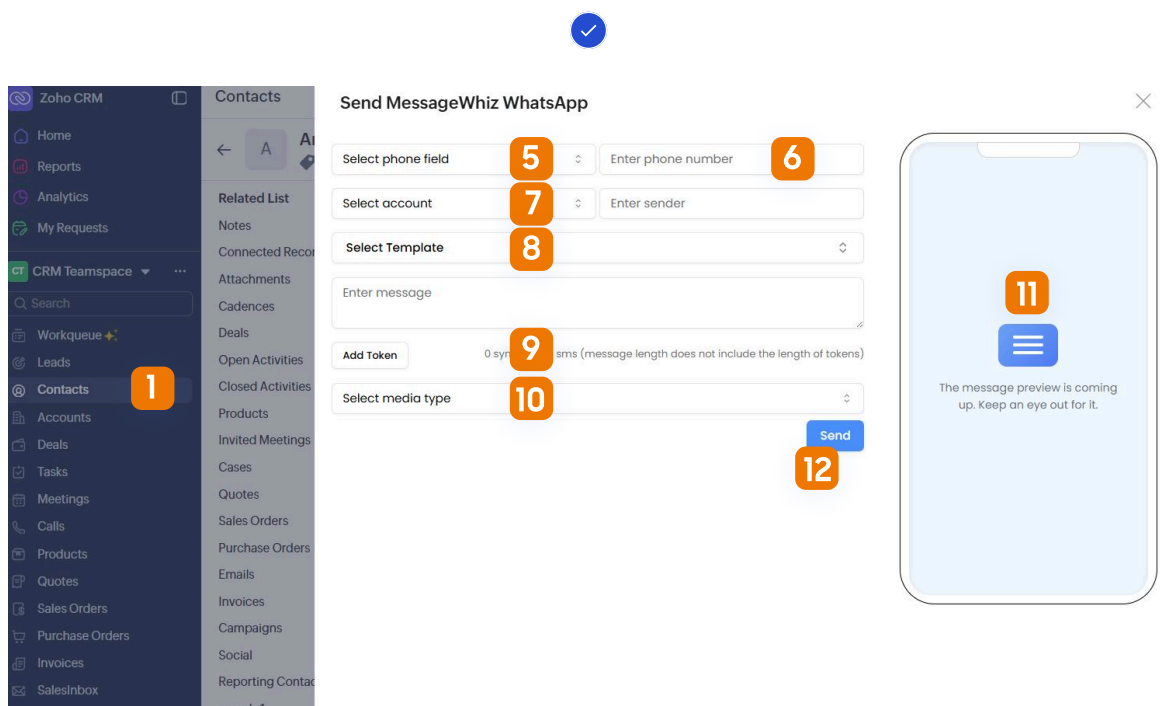 Zoho CRM
Home
Reports
Analytics
My Requests
CT CRM Teamspace
Search
Workqueue
Leads
Contacts 1
Accounts
Deals
Tasks
Meetings
Calls
Products
Quotes
Sales Orders
Purchase Orders
Invoices
SalesInbox
Contacts
A
Related List
Notes
Attachments
Cadences
Deals
Open Activities
Closed Activities
Products
Invited Meetings
Cases
Quotes
Sales Orders
Purchase Orders
Emails
Invoices
Campaigns
Social
Send MessageWhiz WhatsApp
Select phone field 5 Enter phone number 6
Select account 7 Enter sender
Select Template 8
Enter message
Add Token 0 9 sms (message length does not include the length of tokens)
Select media type 10
Send
12
11
The message preview is coming
up. Keep an eye out for it.